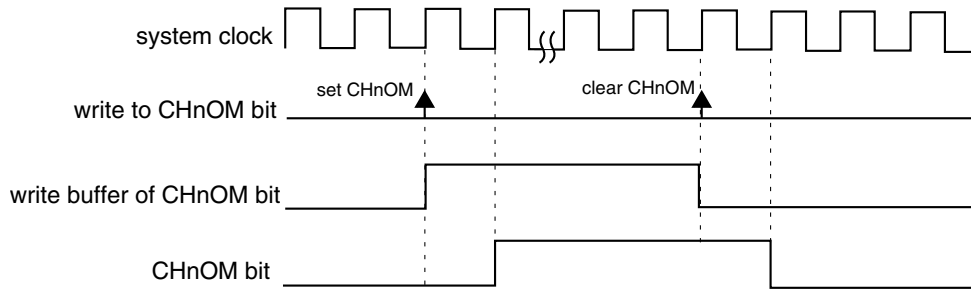 system clock
set CHnOM
clear CHnOM
write to CHnOM bit
write buffer of CHnOM bit
CHnOM bit